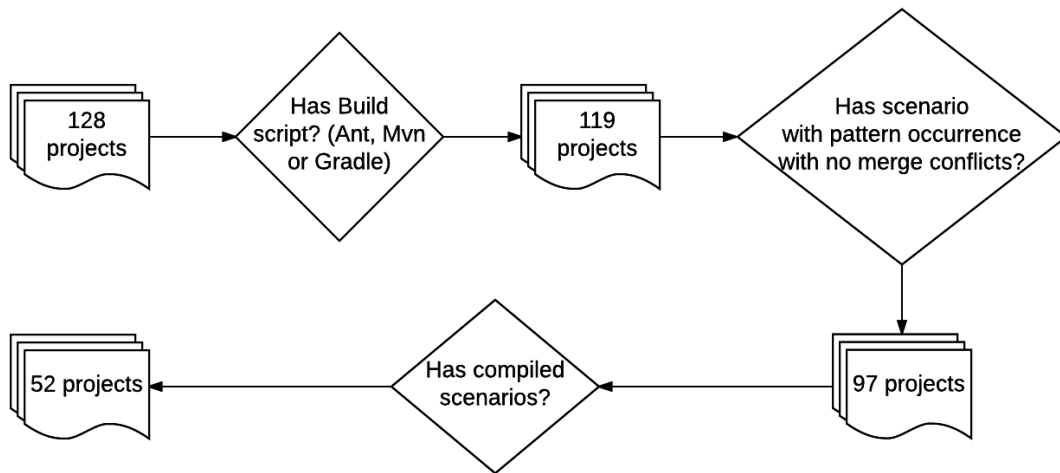 128
projects
Has Build
script? (Ant, Mvn
or Gradle)
119
projects
Has scenario
with pattern occurrence
with no merge conflicts?
97 projects
Has compiled
scenarios?
52 projects